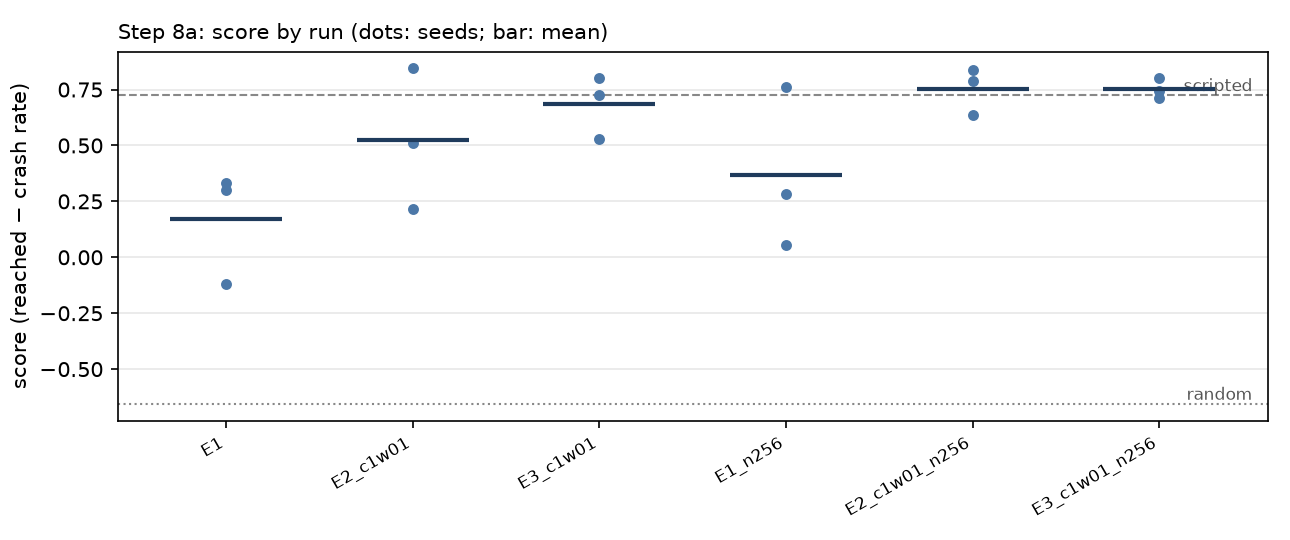 Step 8a: score by run (dots: seeds; bar: mean)
score (reached − crash rate)
0.75
0.50
0.25
0.00
−0.25
−0.50
scripted
random
E1
E2_c1w01
E3_c1w01
E1_n256
E2_c1w01_n256
E3_c1w01_n256